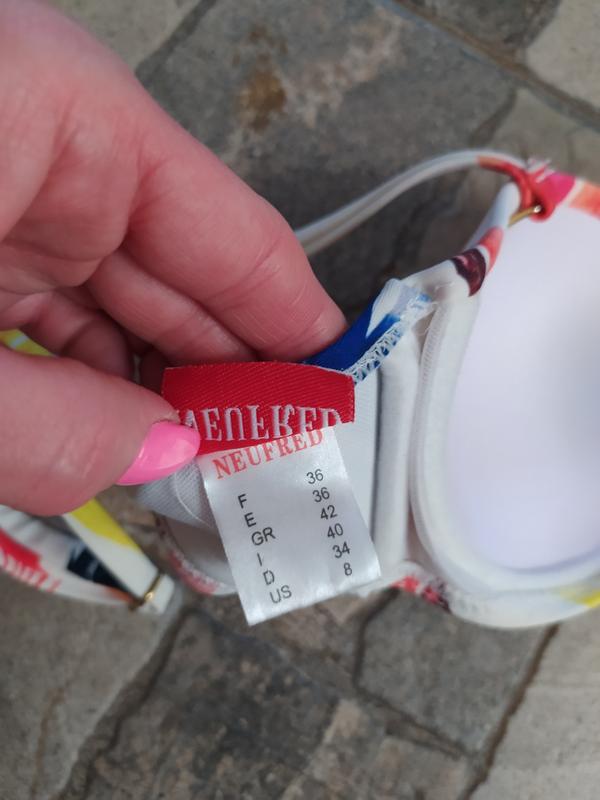 NEUFRED
NEUFRED
F 36
E 36
GR 42
I 40
D 34
US 8